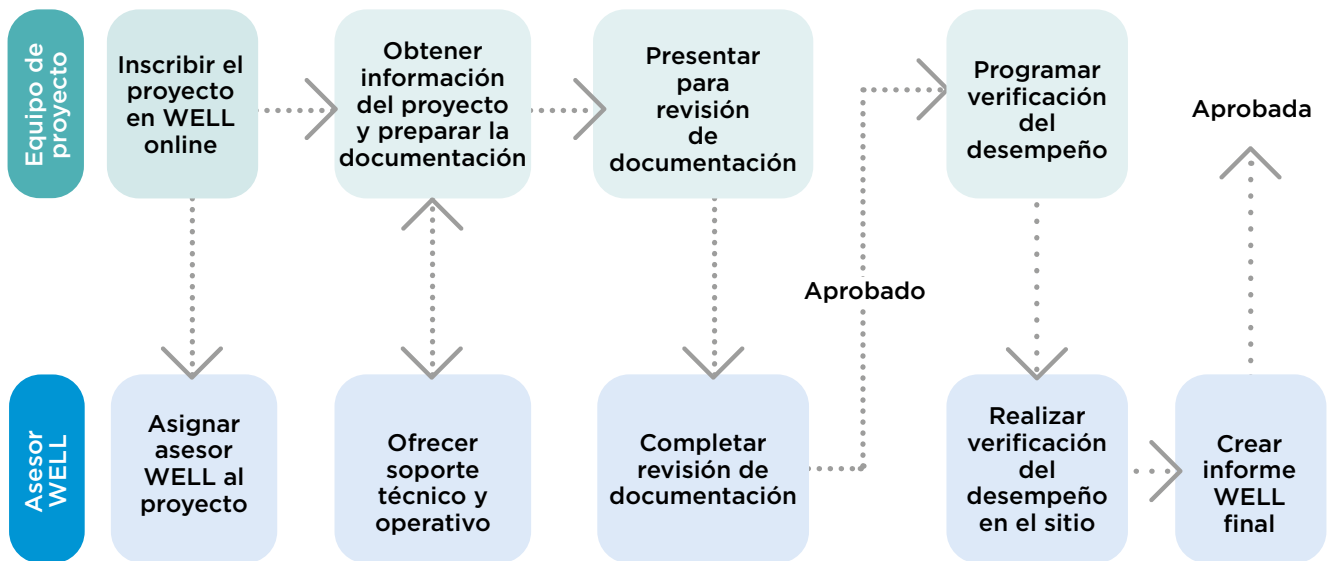 Equipo de
proyecto
Inscribir el
proyecto
en WELL
online
Obtener
información
del proyecto
y preparar la
documentación
Presentar
para
revisión
de
documentación
Programar
verificación
del
desempeño
Aprobada
Aprobado
Asesor
WELL
Asignar
asesor
WELL al
proyecto
Ofrecer
soporte
técnico y
operativo
Completar
revisión de
documentación
Realizar
verificación
del
desempeño
en el sitio
Crear
informe
WELL
final